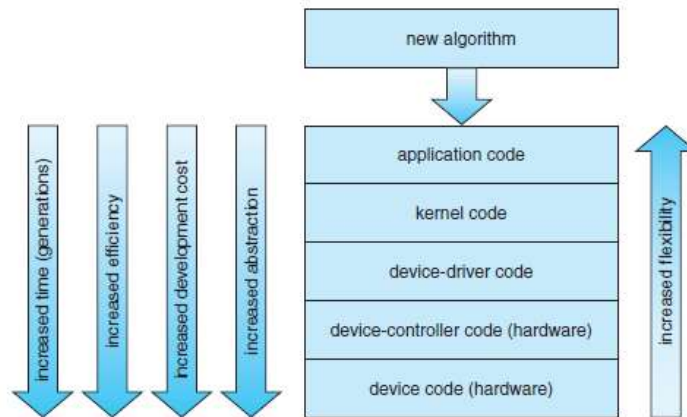 new algorithm
increased time (generations)
increased efficiency
increased development cost
increased abstraction
application code
kernel code
device-driver code
device-controller code (hardware)
device code (hardware)
increased flexibility